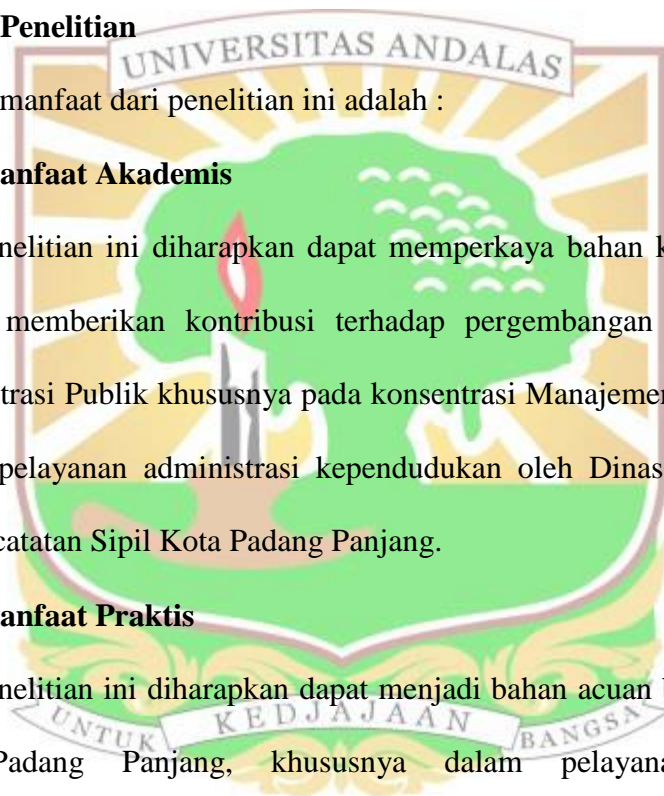 Penelitian
UNIVERSITAS ANDALAS
manfaat dari penelitian ini adalah :
anfaat Akademis
nelitian ini diharapkan dapat memperkaya bahan k
memberikan kontribusi terhadap pergembangan
trasi Publik khususnya pada konsentrasi Manajemen
pelayanan administrasi kependudukan oleh Dinas
catatan Sipil Kota Padang Panjang.
anfaat Praktis
nelitian ini diharapkan dapat menjadi bahan acuan b
UNTUK KEDJAJAAN BANGSA
Padang Panjang, khususnya dalam pelayana